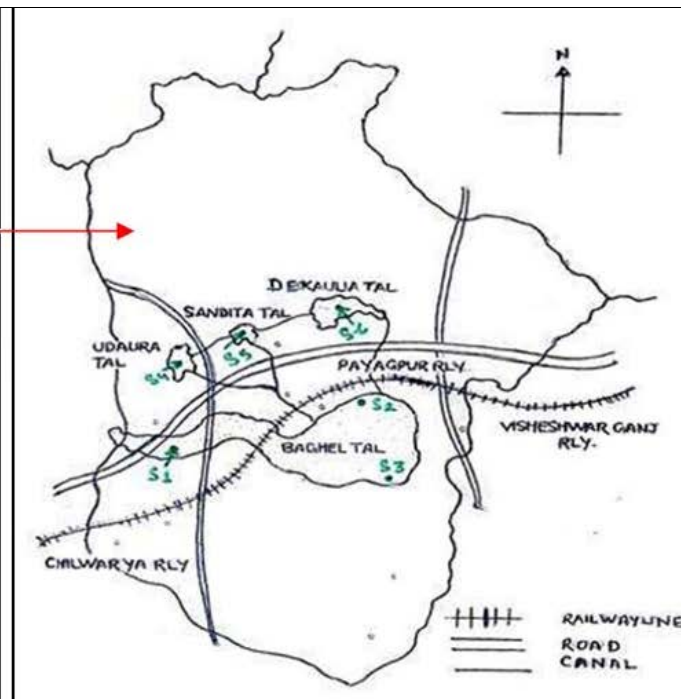 N
DEKAULIA TAL
SANDITA TAL
S6
UDAURA
TAL
S5
S4
PAYAGPUR RLY.
S2
VISHESHWAR GANJ
RLY.
BAGHEL TAL
S1
S3
CHILWARYA RLY
RAILWAYLINE
ROAD
CANAL